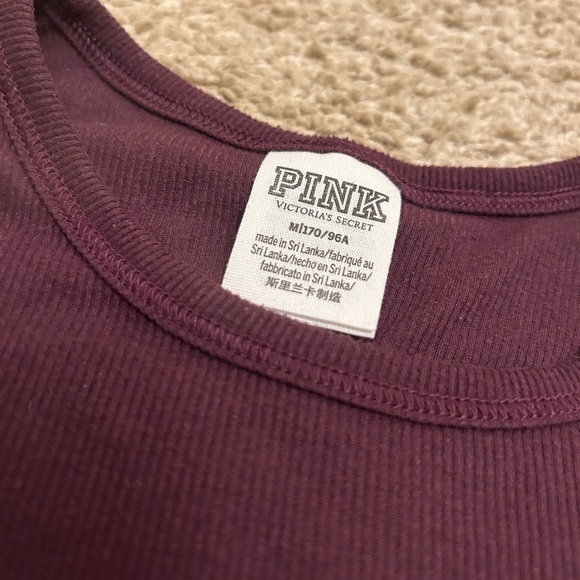 PINK
VICTORIA'S SECRET
M|170/96A
made in Sri Lanka/fabriqué au
Sri Lanka/hecho en Sri Lanka/
fabbricato in Sri Lanka/
斯里兰卡制造